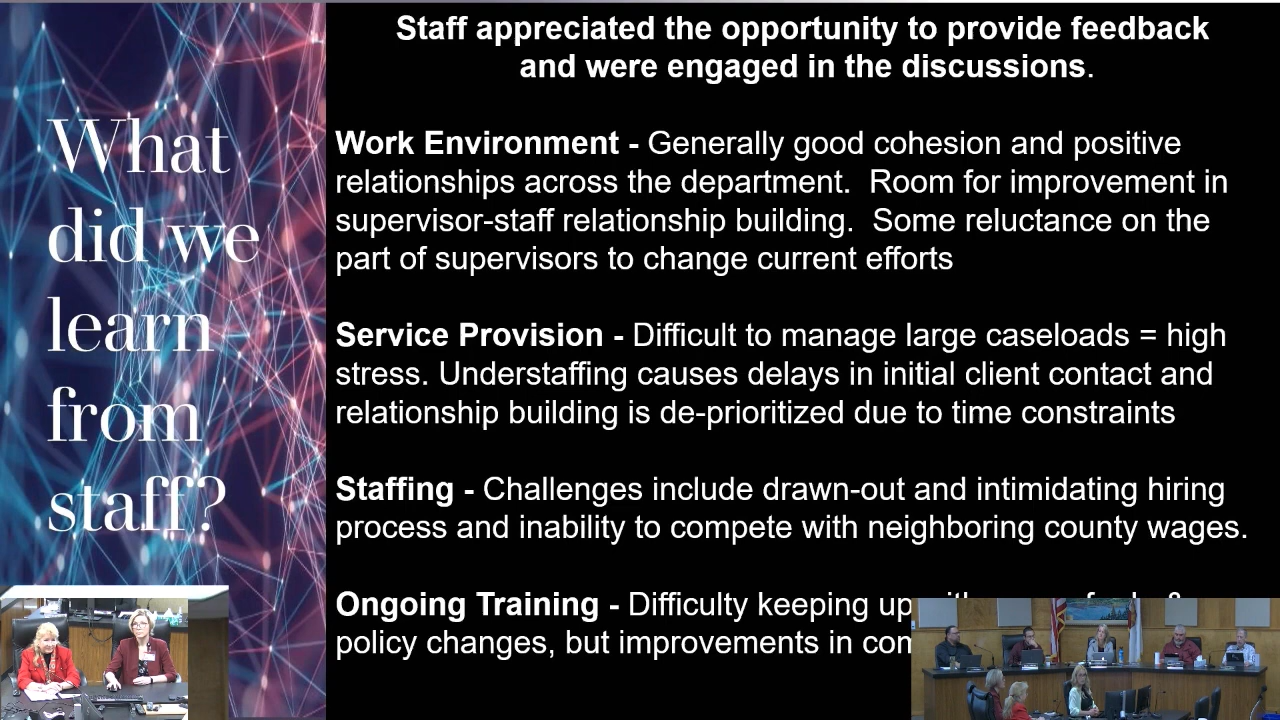 What
did we
learn
from
staff?
Staff appreciated the opportunity to provide feedback
and were engaged in the discussions.
Work Environment - Generally good cohesion and positive
relationships across the department.  Room for improvement in
supervisor-staff relationship building.  Some reluctance on the
part of supervisors to change current efforts
Service Provision - Difficult to manage large caseloads = high
stress. Understaffing causes delays in initial client contact and
relationship building is de-prioritized due to time constraints
Staffing - Challenges include drawn-out and intimidating hiring
process and inability to compete with neighboring county wages.
Ongoing Training - Difficulty keeping up
policy changes, but improvements in